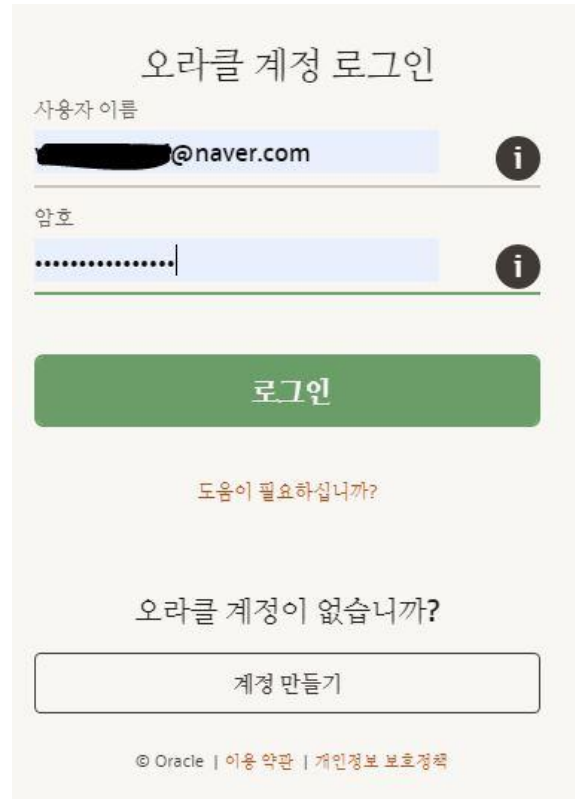 오라클 계정 로그인
사용자 이름
@naver.com
i
암호
••••••••••••••••
i
로그인
도움이 필요하십니까?
오라클 계정이 없습니까?
계정 만들기
© Oracle | 이용 약관 | 개인정보 보호정책